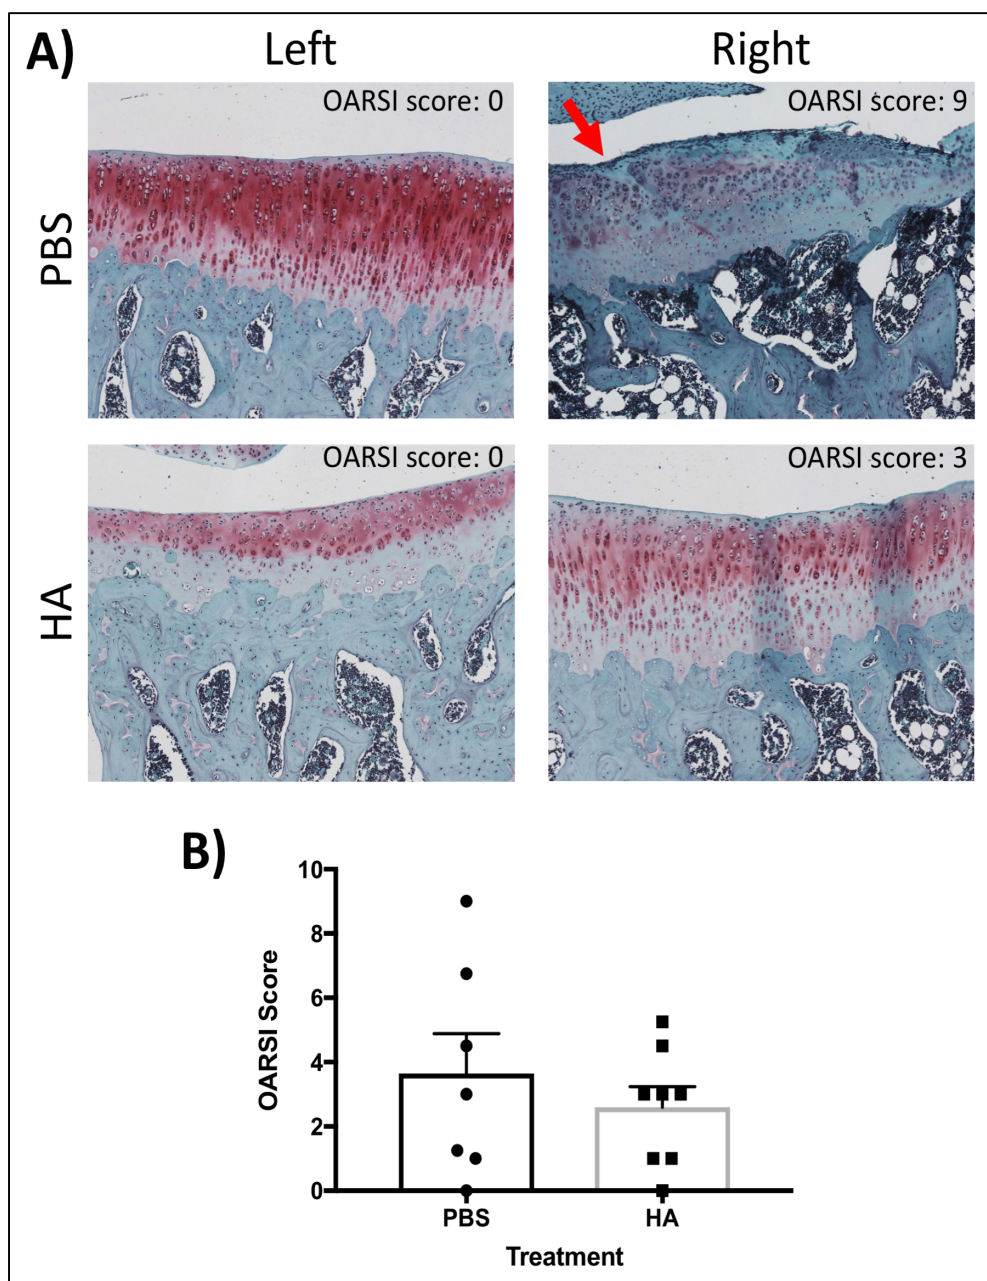 A)
Left
Right
PBS
OARSI score: 0
OARSI score: 9
HA
OARSI score: 0
OARSI score: 3
B)
OARSI Score
10
8
6
4
2
0
PBS
HA
Treatment